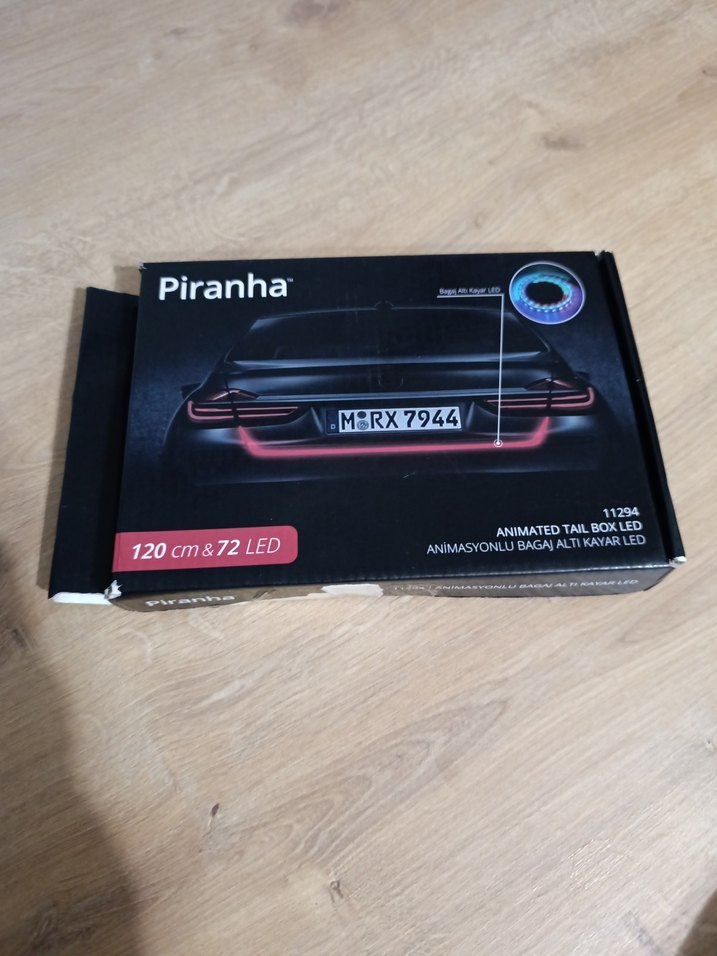 Piranha™
Bagaj Altı Kayar LED
D M RX 7944
11294
ANIMATED TAIL BOX LED
ANİMASYONLU BAGAJ ALTI KAYAR LED
120 cm & 72 LED
Piranha
11294 | ANİMASYONLU BAGAJ ALTI KAYAR LED